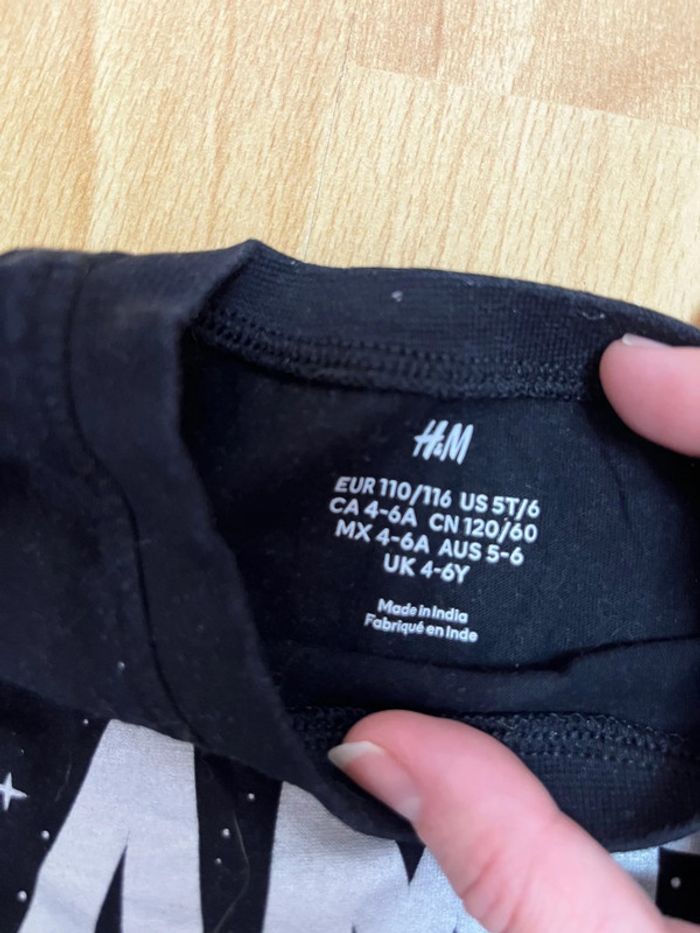 H&M
EUR 110/116 US 5T/6
CA 4-6A CN 120/60
MX 4-6A AUS 5-6
UK 4-6Y
Made in India
Fabriqué en Inde